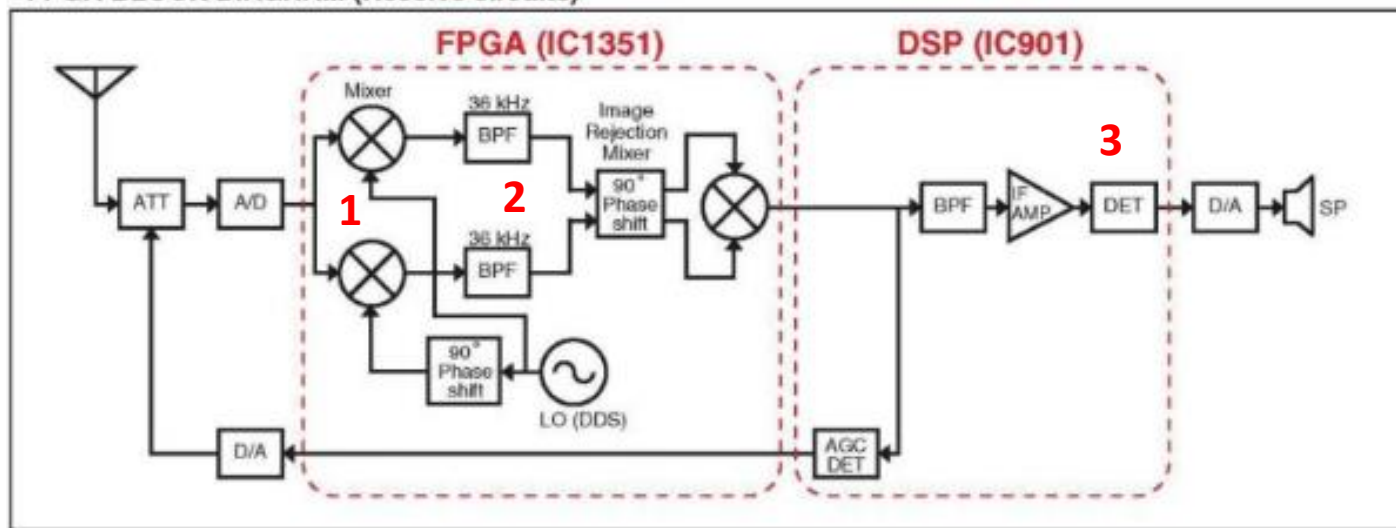 FPGA (IC1351)
DSP (IC901)
Mixer
36 kHz
BPF
Image
Rejection
Mixer
3
ATT
A/D
1
2
90°
Phase
shift
BPF
IF
AMP
DET
D/A
SP
36 kHz
BPF
90°
Phase
shift
LO (DDS)
D/A
AGC
DET